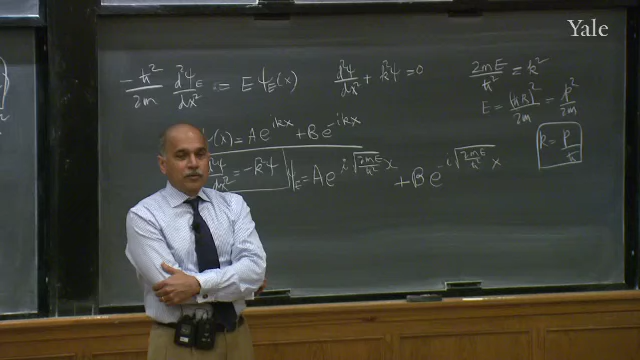 Yale
-ħ²/2m d²ψ_E/dx² = E ψ_E(x)
d²ψ/dx² + k²ψ = 0
2mE/ħ² = k²
E = (ħk)²/2m = p²/2m
k = p/ħ
(x) = Ae^{ikx} + Be^{-ikx}
²ψ/dx² = -k²ψ
ψ_E = Ae^{i√(2mE/ħ²) x} + Be^{-i√(2mE/ħ²) x}